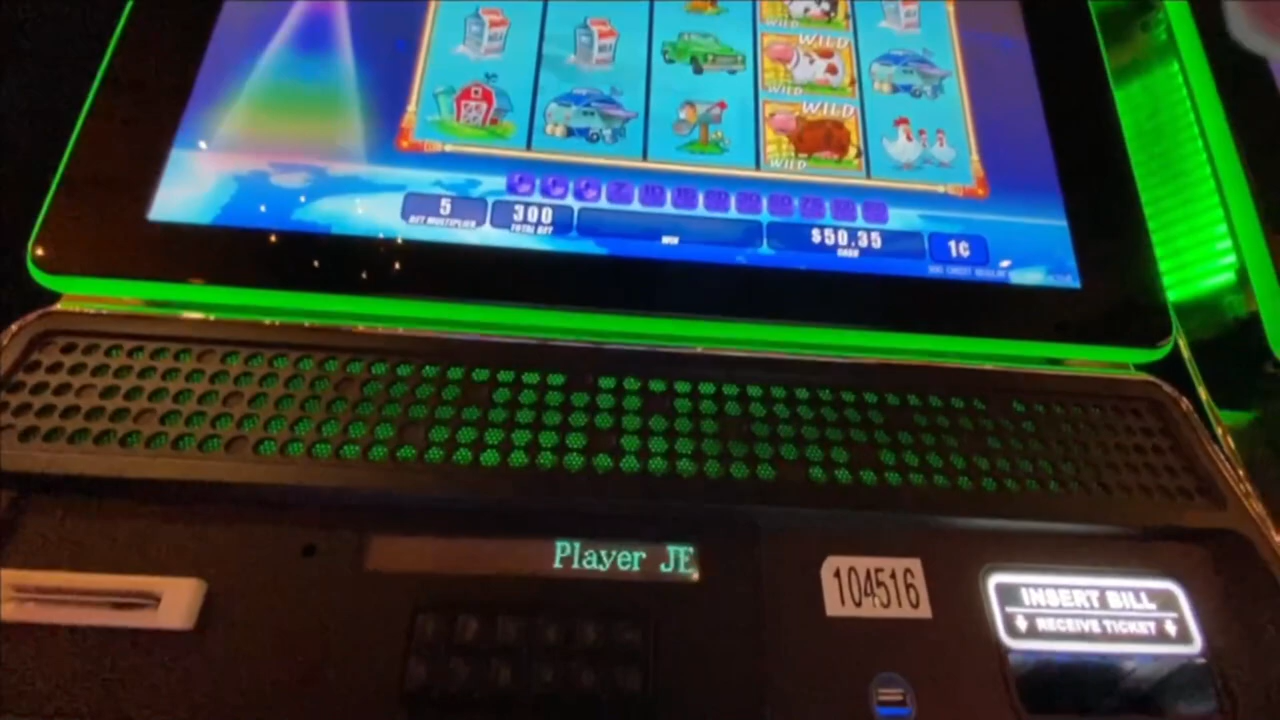 WILD
WILD
WILD
WILD
5
BET MULTIPLIER
300
TOTAL BET
WIN
$50.35
CASH
1¢
Player JE
104516
INSERT BILL
RECEIVE TICKET